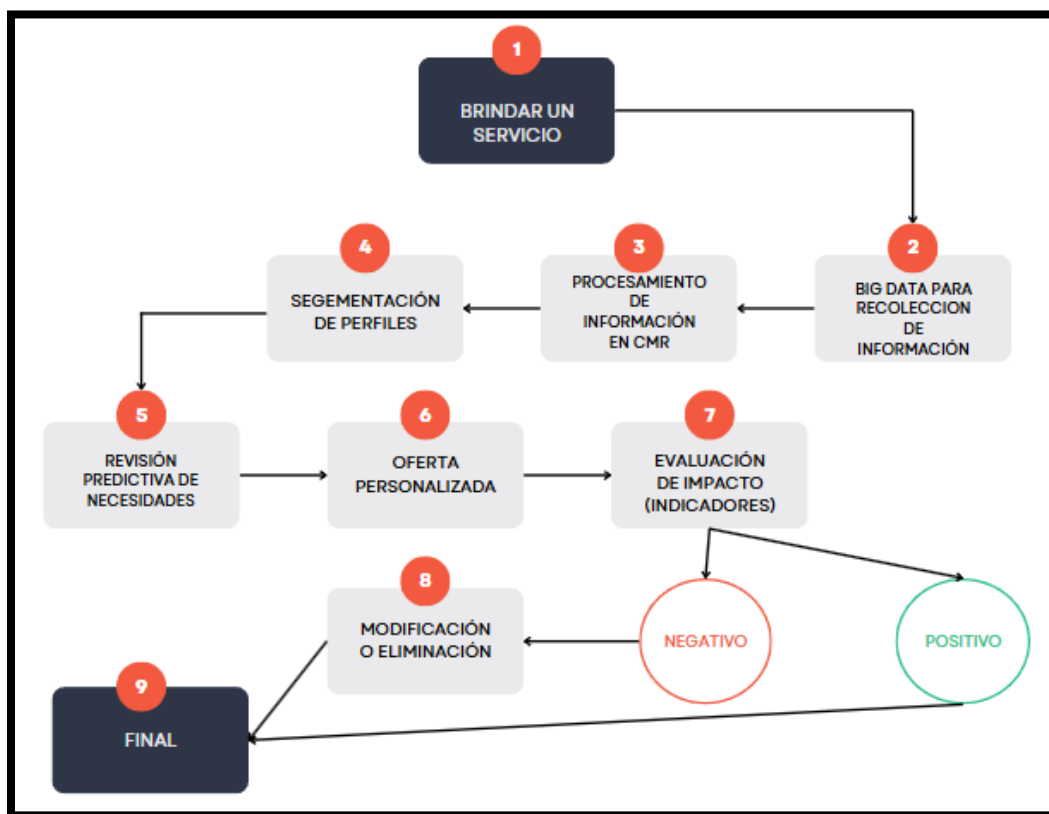 1
BRINDAR UN
SERVICIO
2
BIG DATA PARA
RECOLECCION
DE
INFORMACIÓN
3
PROCESAMIENTO
DE
INFORMACIÓN
EN CMR
4
SEGEMENTACIÓN
DE PERFILES
5
REVISIÓN
PREDICTIVA DE
NECESIDADES
6
OFERTA
PERSONALIZADA
7
EVALUACIÓN
DE IMPACTO
(INDICADORES)
NEGATIVO
POSITIVO
8
MODIFICACIÓN
O ELIMINACIÓN
9
FINAL